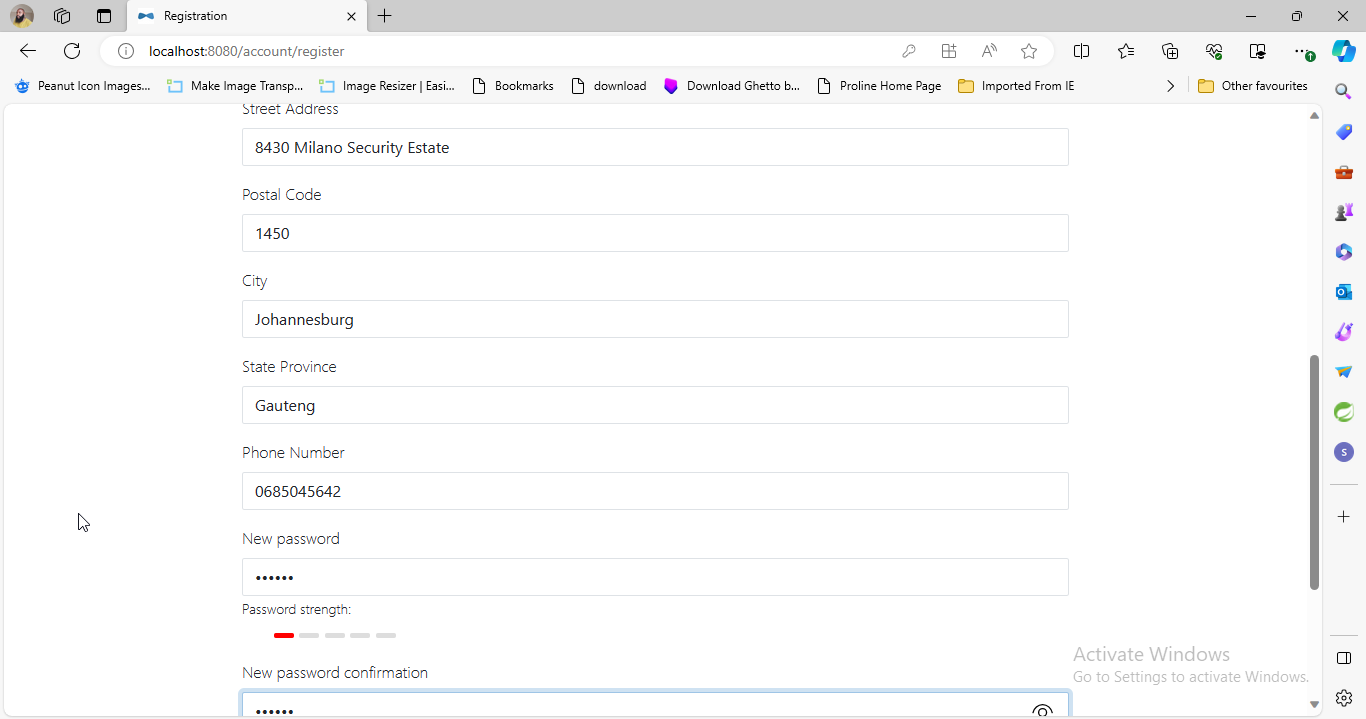 Registration
localhost:8080/account/register
Peanut Icon Images...
Make Image Transp...
Image Resizer | Easi...
Bookmarks
download
Download Ghetto b...
Proline Home Page
Imported From IE
Other favourites
Street Address
8430 Milano Security Estate
Postal Code
1450
City
Johannesburg
State Province
Gauteng
Phone Number
0685045642
New password
••••••
Password strength:
New password confirmation
••••••
Activate Windows
Go to Settings to activate Windows.
S